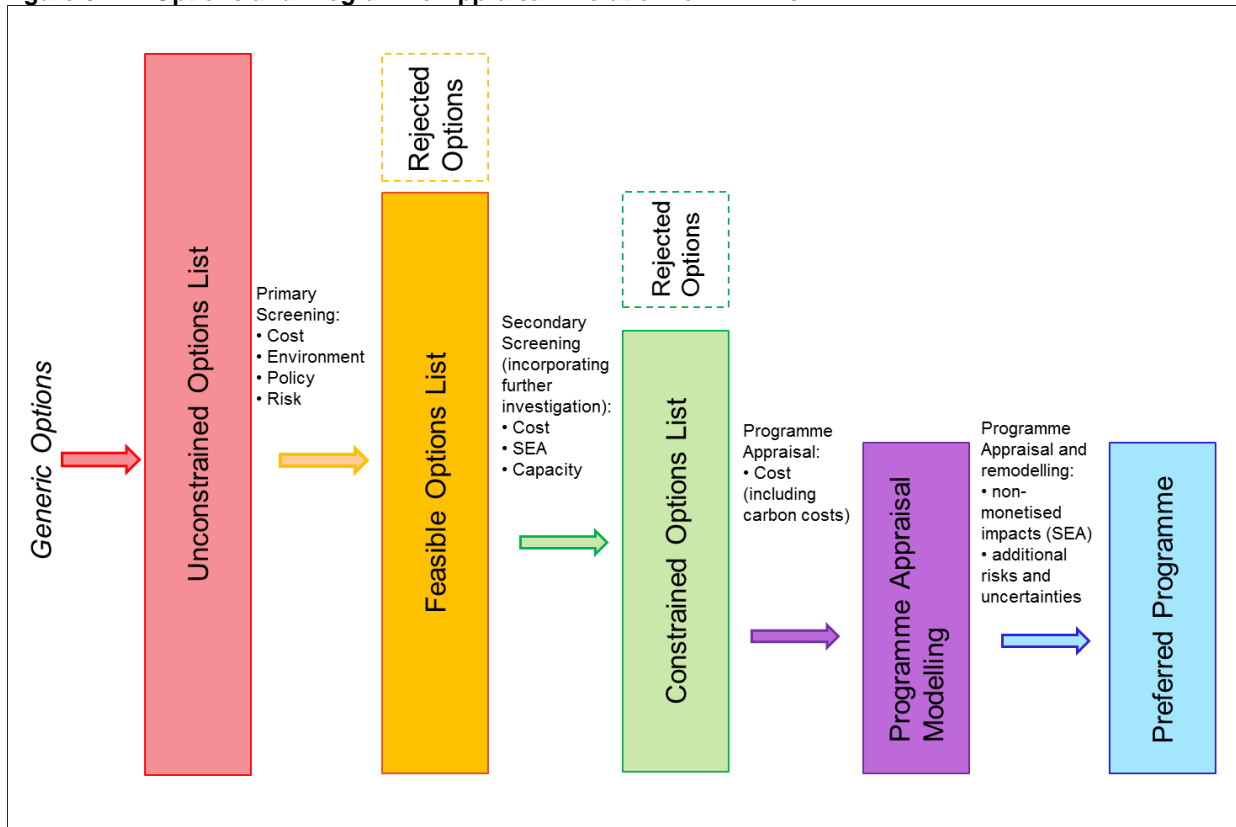 Generic Options
Unconstrained Options List
Primary
Screening:
• Cost
• Environment
• Policy
• Risk
Rejected
Options
Feasible Options List
Secondary
Screening
(incorporating
further
investigation):
• Cost
• SEA
• Capacity
Rejected
Options
Constrained Options List
Programme
Appraisal:
• Cost
(including
carbon costs)
Programme Appraisal
Modelling
Programme
Appraisal and
remodelling:
• non-
monetised
impacts (SEA)
• additional
risks and
uncertainties
Preferred Programme